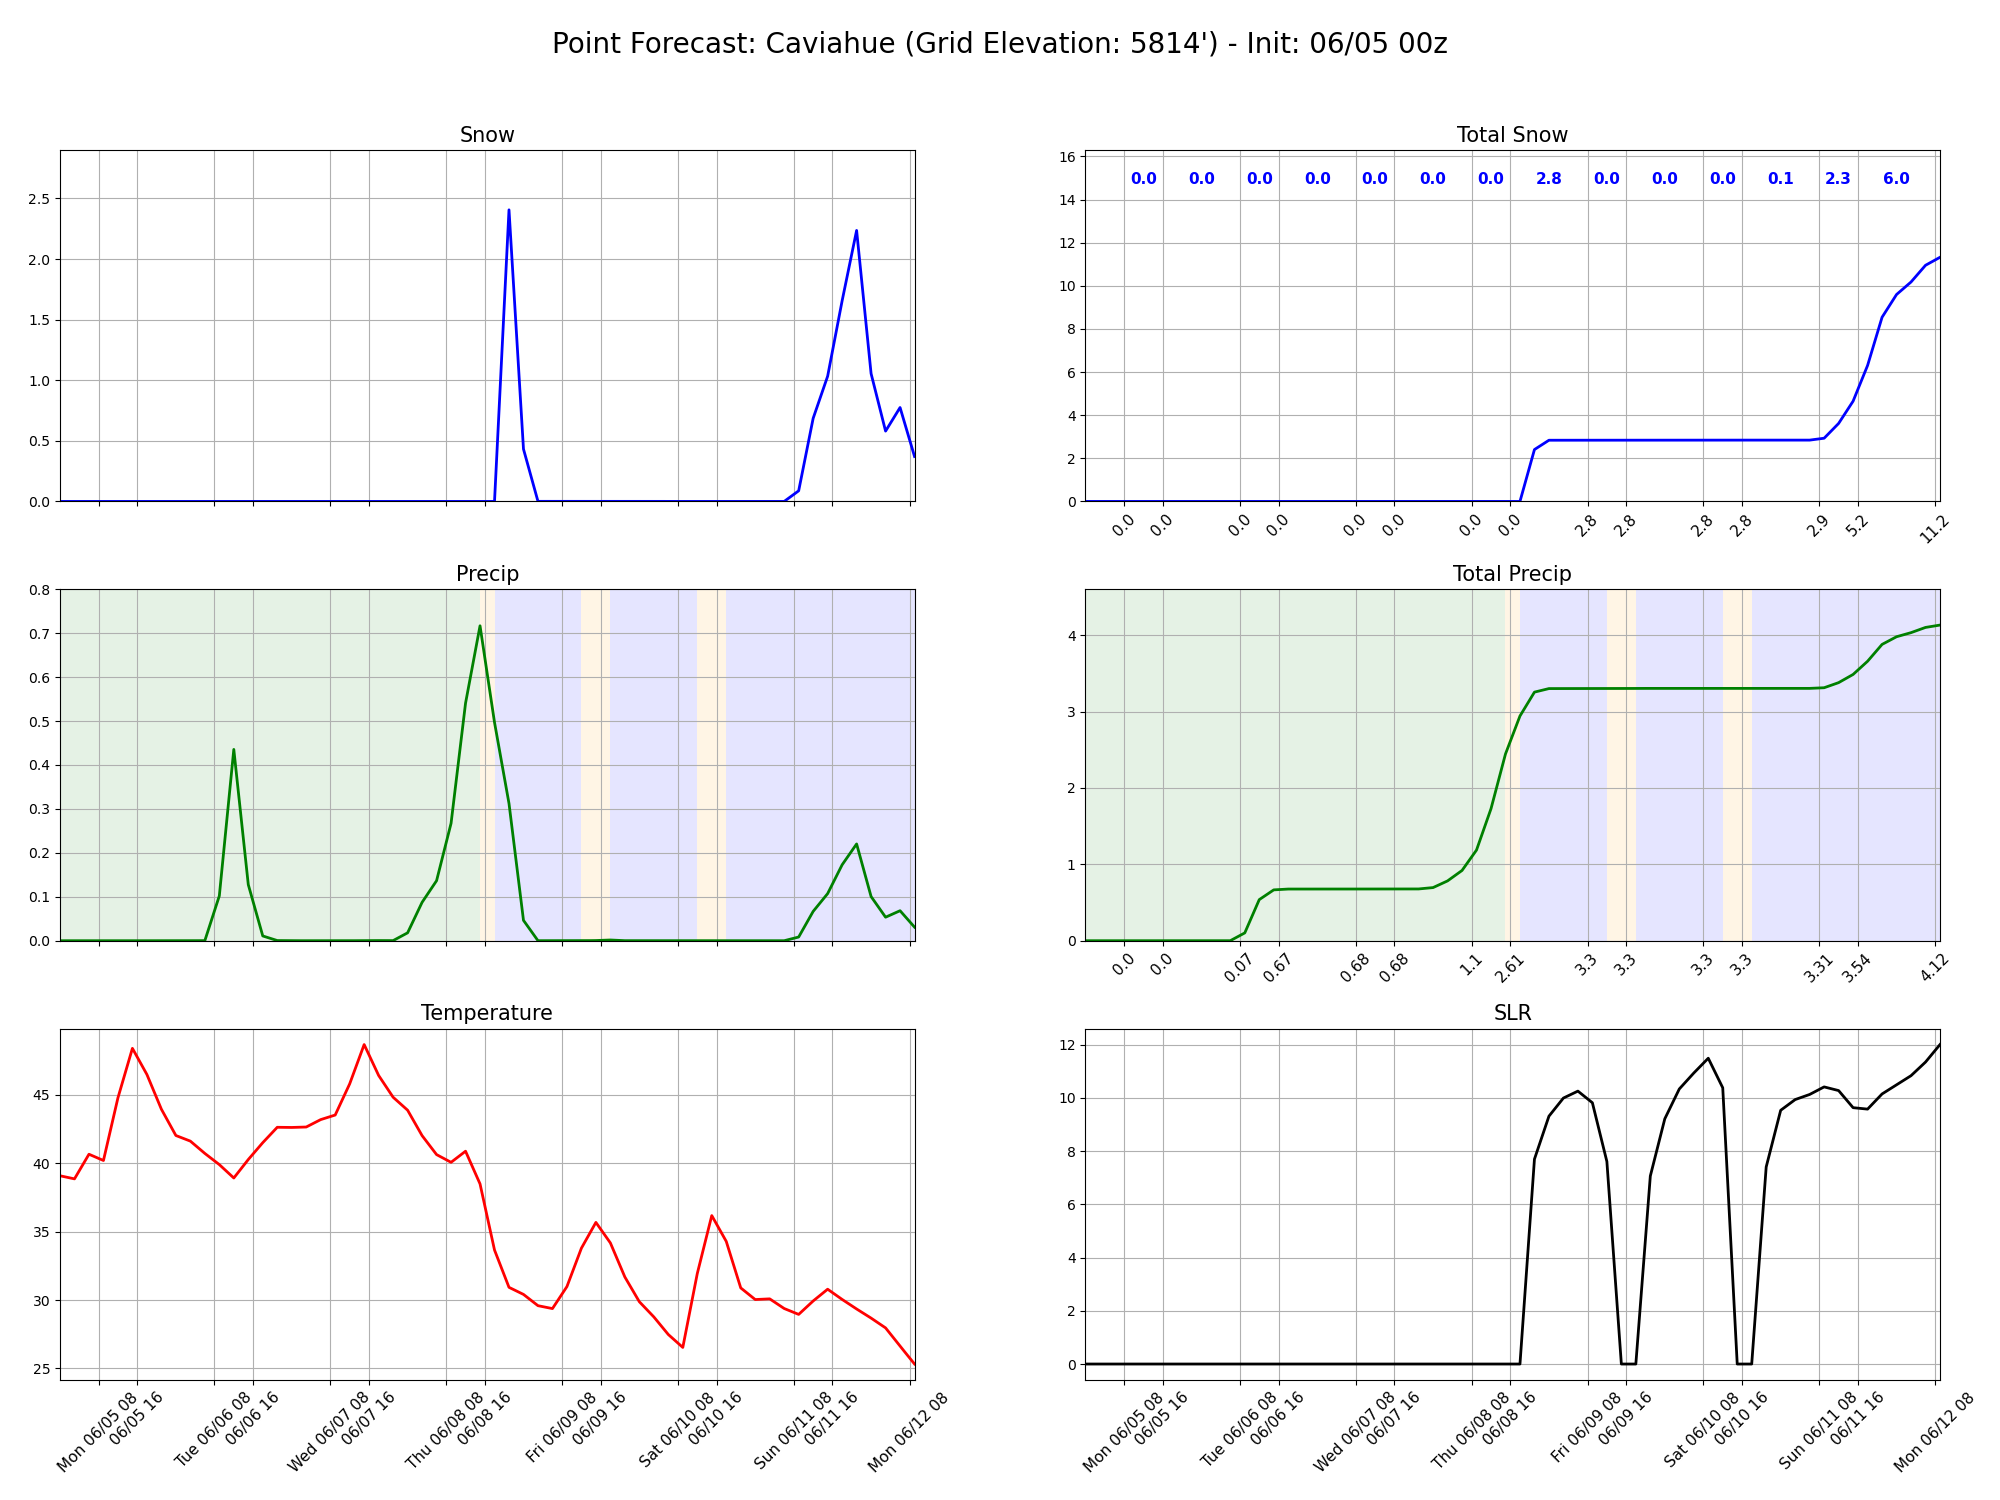 Point Forecast: Caviahue (Grid Elevation: 5814') - Init: 06/05 00z
Snow
2.5
2.0
1.5
1.0
0.5
0.0
Total Snow
16
14
12
10
8
6
4
2
0
0.0 0.0 0.0 0.0 0.0 0.0 0.0 2.8 0.0 0.0 0.0 0.1 2.3 6.0
0.0 0.0 0.0 0.0 0.0 0.0 0.0 0.0 2.8 2.8 2.8 2.8 2.9 5.2 11.2
Precip
0.8
0.7
0.6
0.5
0.4
0.3
0.2
0.1
0.0
Total Precip
4
3
2
1
0
0.0 0.0 0.07 0.67 0.68 0.68 1.1 2.61 3.3 3.3 3.3 3.3 3.31 3.54 4.12
Temperature
45
40
35
30
25
Mon 06/05 08
06/05 16
Tue 06/06 08
06/06 16
Wed 06/07 08
06/07 16
Thu 06/08 08
06/08 16
Fri 06/09 08
06/09 16
Sat 06/10 08
06/10 16
Sun 06/11 08
06/11 16
Mon 06/12 08
SLR
12
10
8
6
4
2
0
Mon 06/05 08
06/05 16
Tue 06/06 08
06/06 16
Wed 06/07 08
06/07 16
Thu 06/08 08
06/08 16
Fri 06/09 08
06/09 16
Sat 06/10 08
06/10 16
Sun 06/11 08
06/11 16
Mon 06/12 08